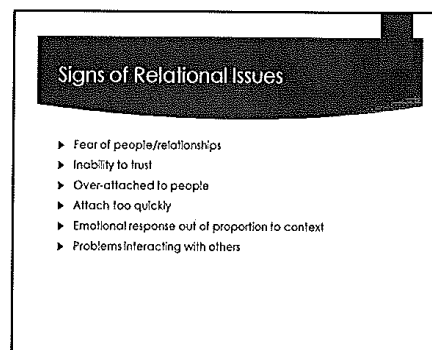 Signs of Relational Issues
Fear of people/relationships
Inability to trust
Over-attached to people
Attach too quickly
Emotional response out of proportion to context
Problems interacting with others